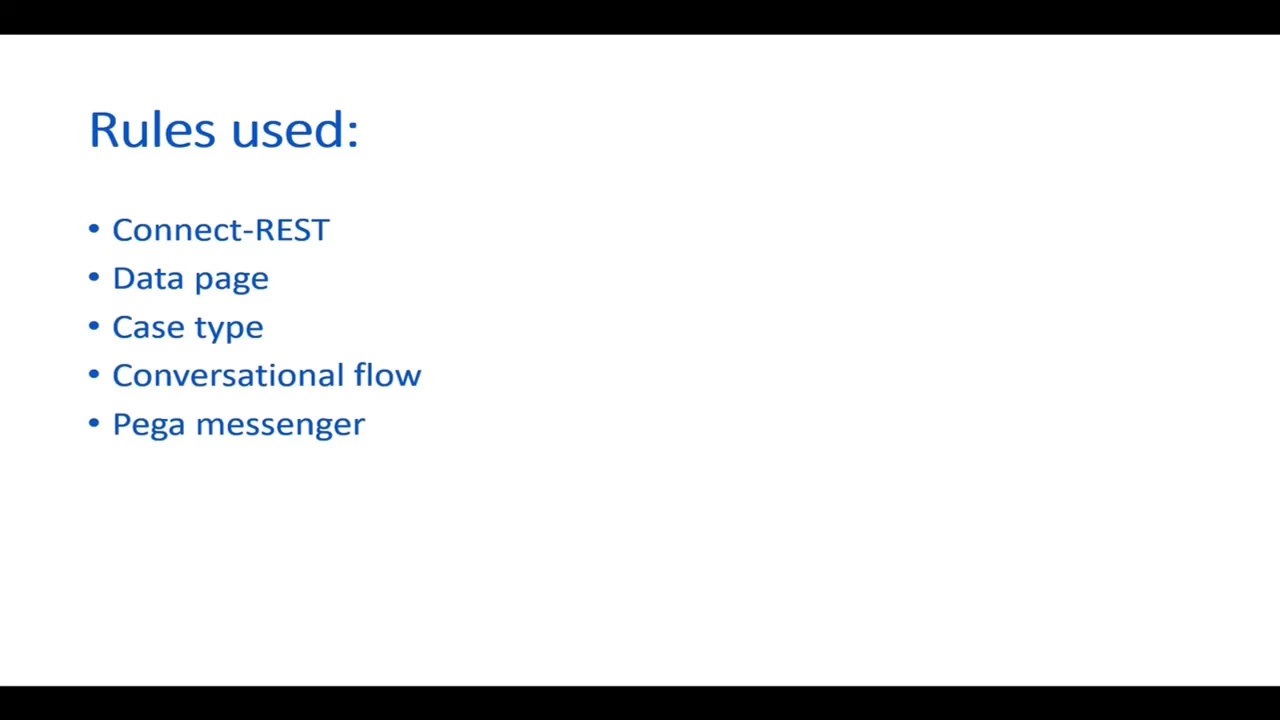 Rules used:
• Connect-REST
• Data page
• Case type
• Conversational flow
• Pega messenger